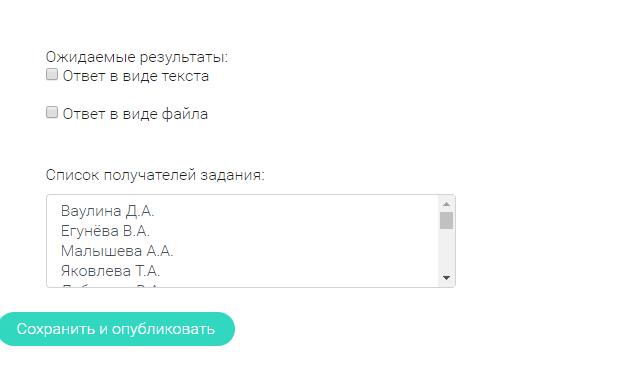 Ожидаемые результаты:
Ответ в виде текста
Ответ в виде файла
Список получателей задания:
Ваулина Д.А.
Егунёва В.А.
Малышева А.А.
Яковлева Т.А.
Сохранить и опубликовать